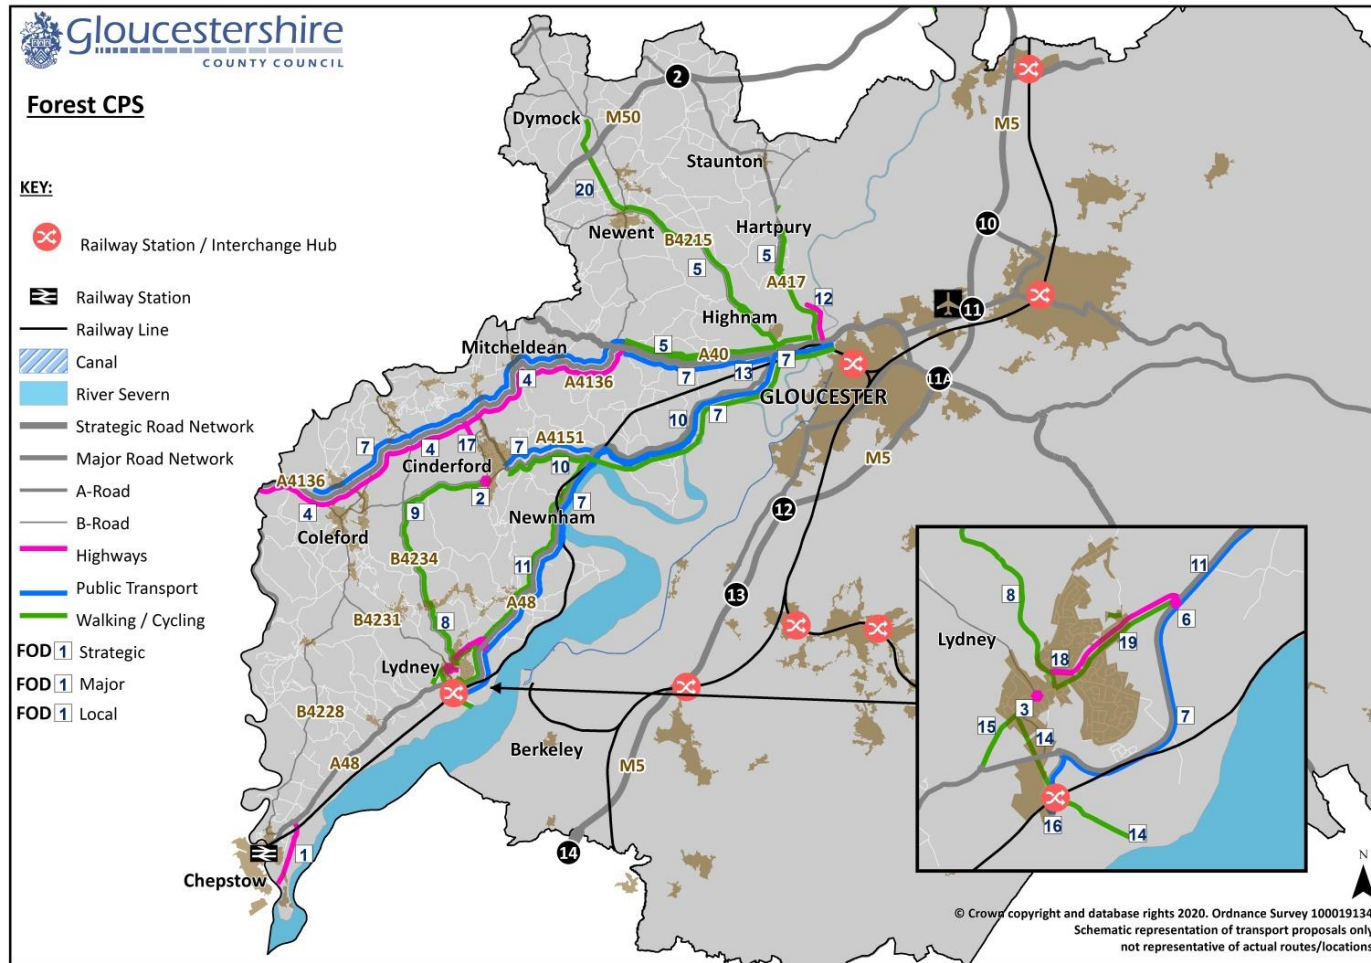 Gloucestershire
COUNTY COUNCIL
Forest CPS
KEY:
Railway Station / Interchange Hub
Railway Station
Railway Line
Canal
River Severn
Strategic Road Network
Major Road Network
A-Road
B-Road
Highways
Public Transport
Walking / Cycling
FOD 1 Strategic
FOD 1 Major
FOD 1 Local
2
M50
Dymock
M5
Staunton
20
10
Newent
Hartpury
B4215
5
5
A417
12
11
Highnam
Mitcheldean
5
A40
7
4
A4136
7
13
11A
GLOUCESTER
10
7
7
4
17
7
A4151
M5
Cinderford
10
A4136
2
7
4
9
12
Coleford
Newnham
B4234
11
13
A48
B4231
8
Lydney
B4228
Berkeley
A48
M5
14
1
Chepstow
11
8
6
Lydney
18
19
3
15
14
7
16
14
N
© Crown copyright and database rights 2020. Ordnance Survey 100019134
Schematic representation of transport proposals only
not representative of actual routes/locations